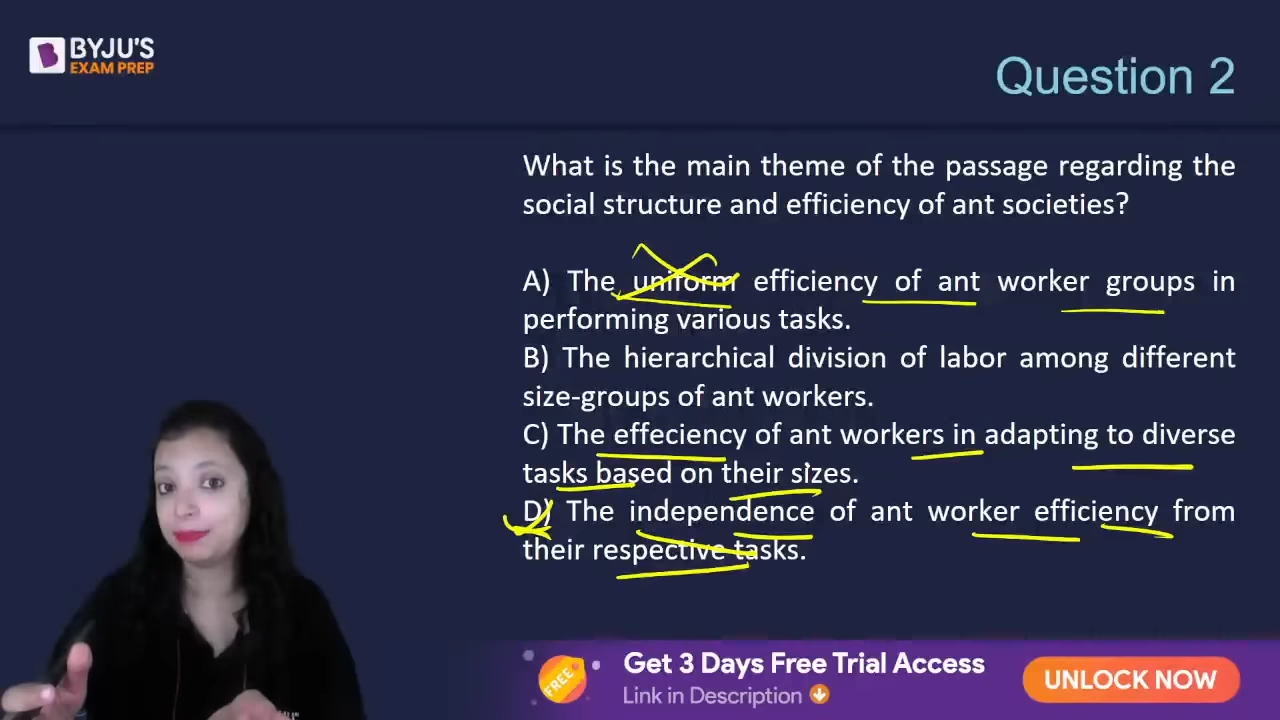 BYJU'S
EXAM PREP
Question 2
What is the main theme of the passage regarding the
social structure and efficiency of ant societies?
A) The uniform efficiency of ant worker groups in
performing various tasks.
B) The hierarchical division of labor among different
size-groups of ant workers.
C) The effeciency of ant workers in adapting to diverse
tasks based on their sizes.
D) The independence of ant worker efficiency from
their respective tasks.
FREE
Get 3 Days Free Trial Access
Link in Description
UNLOCK NOW